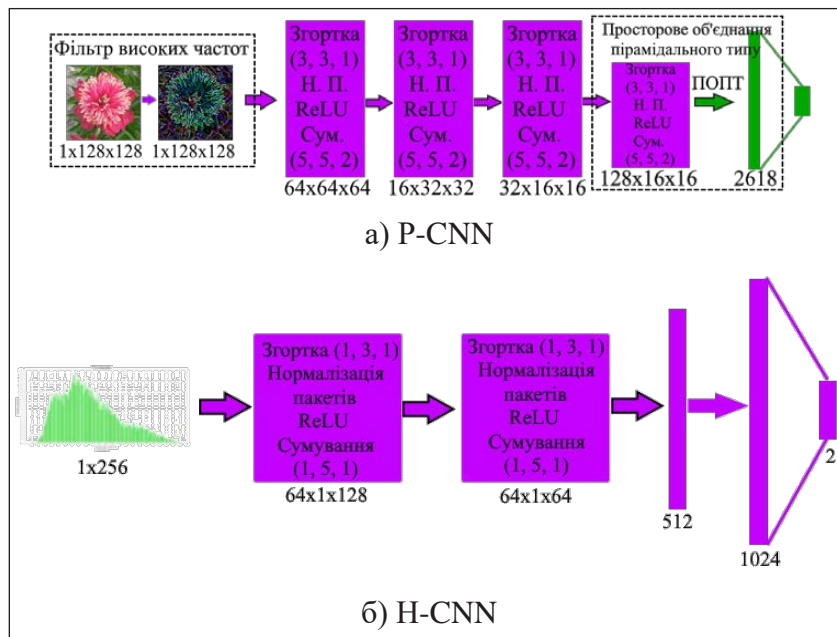 Фільтр високих частот
1x128x128
1x128x128
Згортка
(3, 3, 1)
Н. П.
ReLU
Сум.
(5, 5, 2)
64x64x64
Згортка
(3, 3, 1)
Н. П.
ReLU
Сум.
(5, 5, 2)
16x32x32
Згортка
(3, 3, 1)
Н. П.
ReLU
Сум.
(5, 5, 2)
32x16x16
Просторове об'єднання
пірамідального типу
Згортка
(3, 3, 1)
Н. П.
ReLU
Сум.
(5, 5, 2)
128x16x16
ПОПТ
2618
а) P-CNN
1x256
Згортка (1, 3, 1)
Нормалізація
пакетів
ReLU
Сумування
(1, 5, 1)
64x1x128
Згортка (1, 3, 1)
Нормалізація
пакетів
ReLU
Сумування
(1, 5, 1)
64x1x64
512
1024
2
б) H-CNN